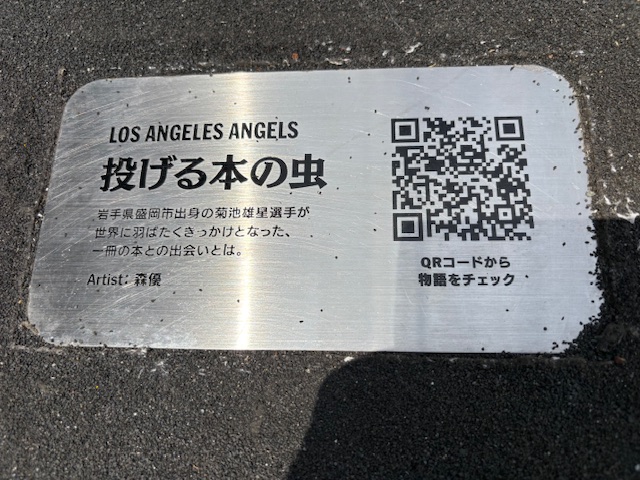 LOS ANGELES ANGELS
投げる本の虫
岩手県盛岡市出身の菊池雄星選手が
世界に羽ばたくきっかけとなった、
一冊の本との出会いとは。
Artist: 森優
QRコードから
物語をチェック